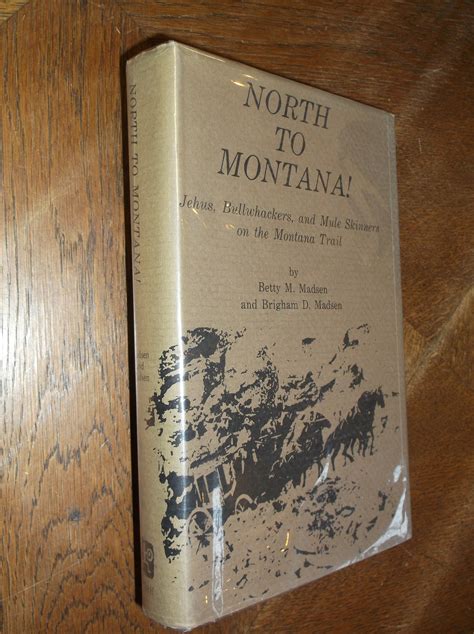 NORTH
TO
MONTANA!
Jehus, Bullwhackers, and Mule Skinners
on the Montana Trail
by
Betty M. Madsen
and Brigham D. Madsen
NORTH TO MONTANA!